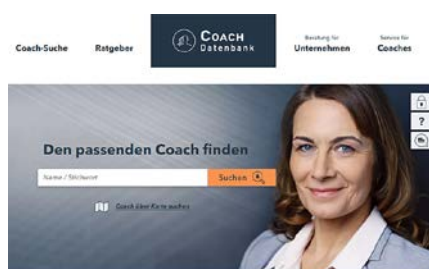 Coach-Suche
Ratgeber
COACH
Datenbank
Beratung für
Unternehmen
Service für
Coaches
Den passenden Coach finden
Name / Stichwort
Suchen
Coach über Karte suchen
?